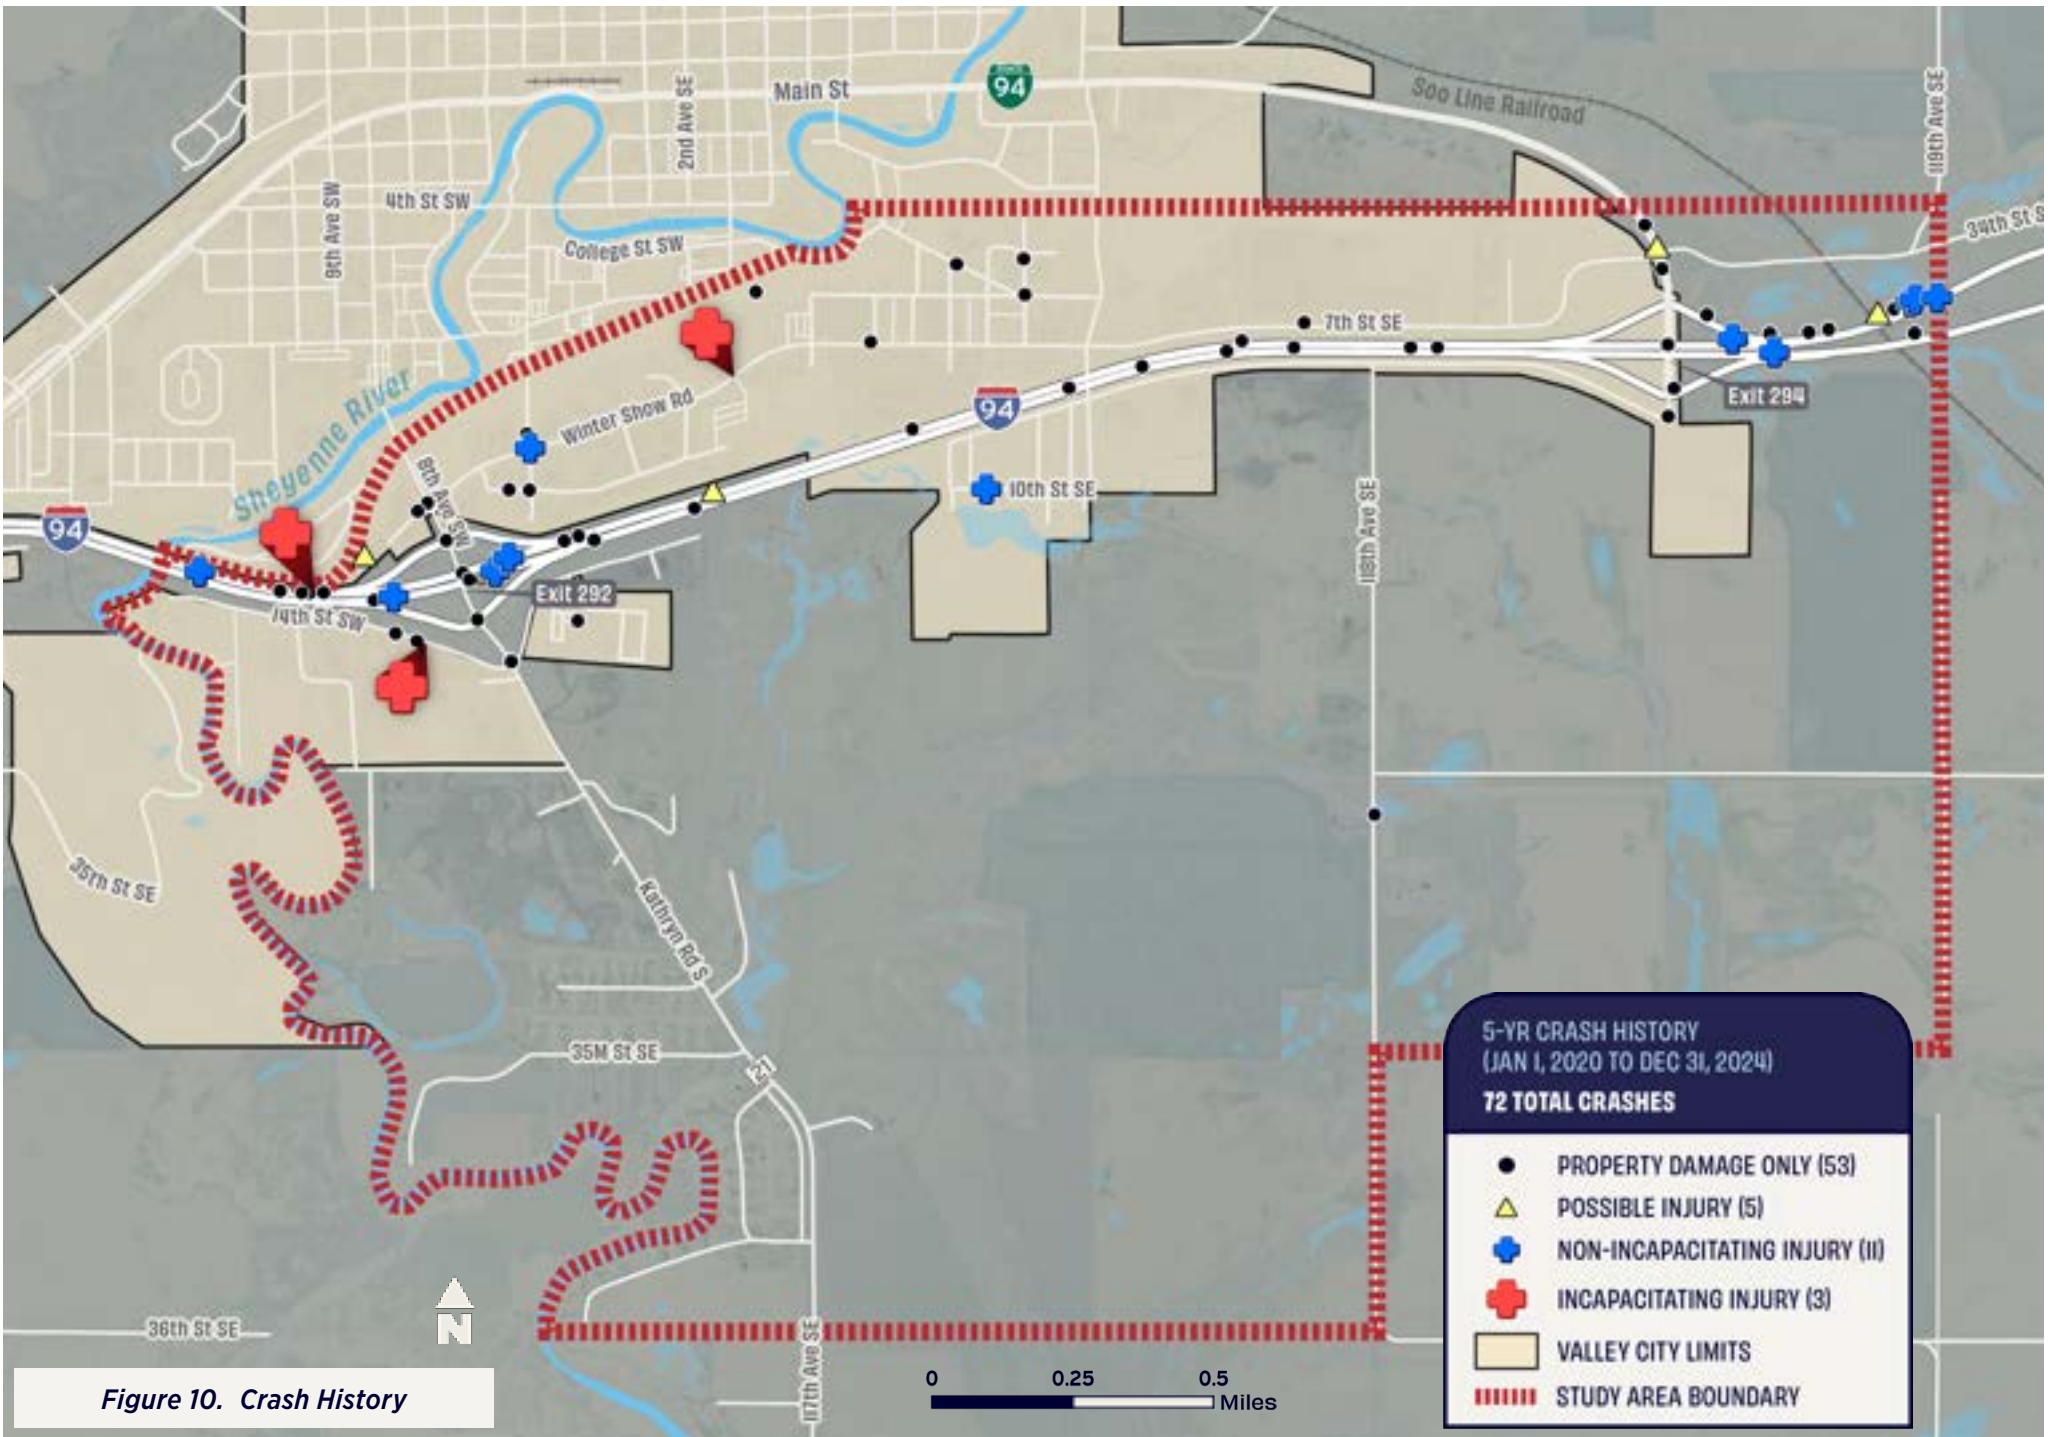 94
Main St
Soo Line Railroad
119th Ave SE
2nd Ave SE
9th Ave SW
4th St SW
College St SW
34th St S
7th St SE
Exit 294
Sheyenne River
Winter Show Rd
94
8th Ave SW
10th St SE
94
118th Ave SE
Exit 292
14th St SW
35th St SE
Kathryn Rd S
35M St SE
21
36th St SE
117th Ave SE
N
0 0.25 0.5
Miles
Figure 10. Crash History
5-YR CRASH HISTORY
(JAN 1, 2020 TO DEC 31, 2024)
72 TOTAL CRASHES
PROPERTY DAMAGE ONLY (53)
POSSIBLE INJURY (5)
NON-INCAPACITATING INJURY (11)
INCAPACITATING INJURY (3)
VALLEY CITY LIMITS
STUDY AREA BOUNDARY